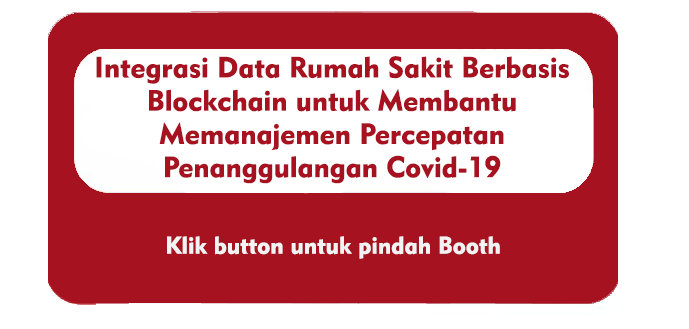 Integrasi Data Rumah Sakit Berbasis
Blockchain untuk Membantu
Memanajemen Percepatan
Penanggulangan Covid-19
Klik button untuk pindah Booth